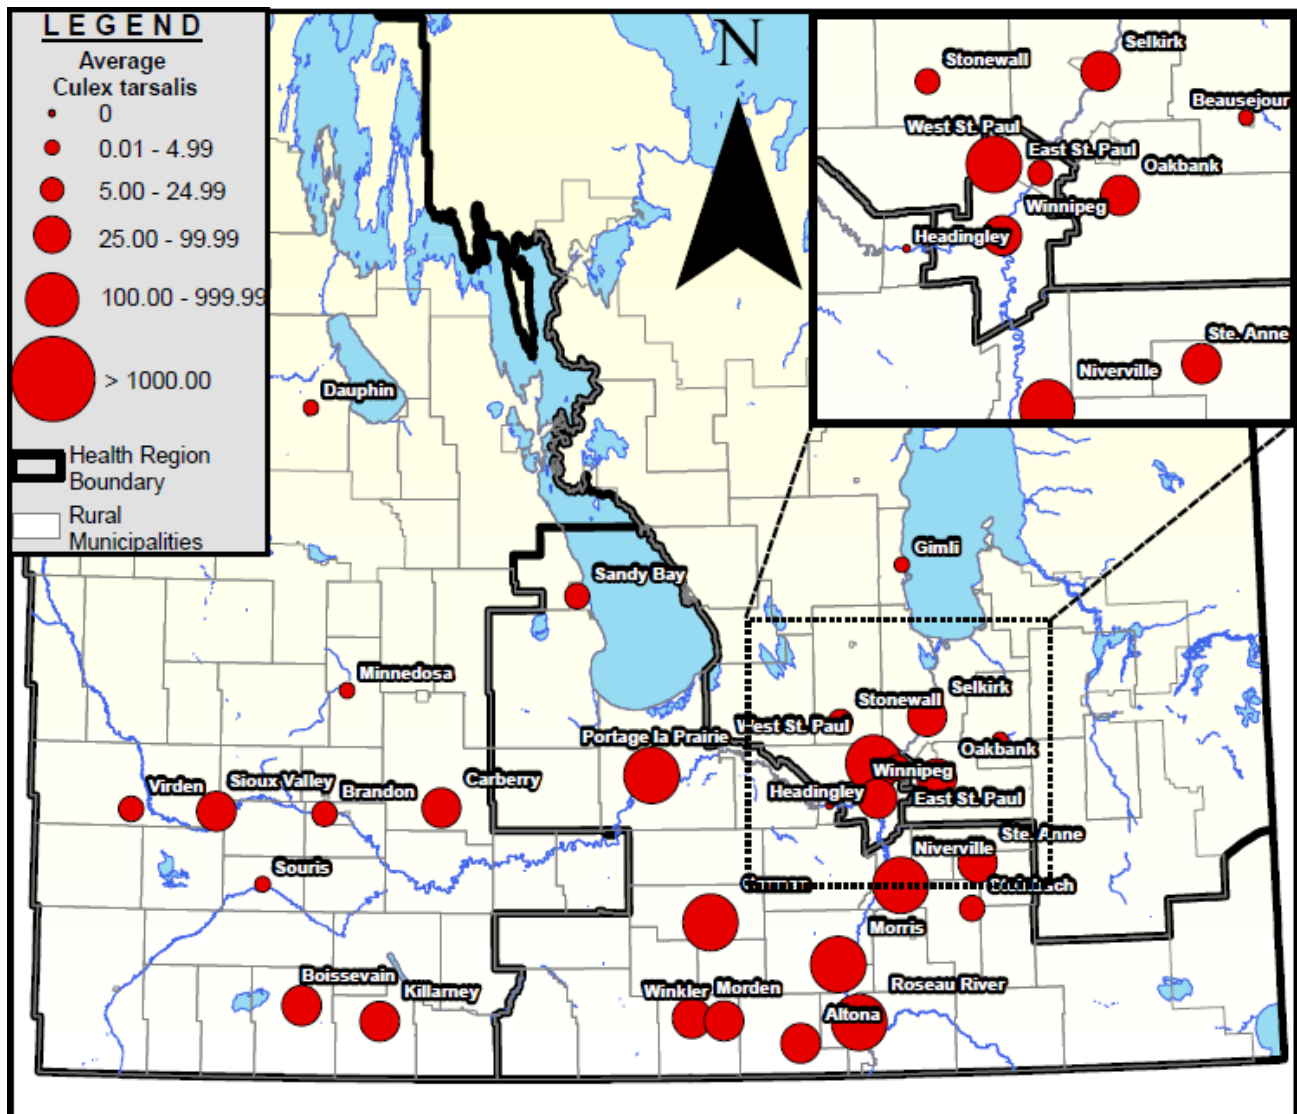 LEGEND
Average
Culex tarsalis
0
0.01 - 4.99
5.00 - 24.99
25.00 - 99.99
100.00 - 999.99
> 1000.00
Health Region
Boundary
Rural
Municipalities
N
Selkirk
Stonewall
Beausejour
West St. Paul
East St. Paul
Oakbank
Winnipeg
Headingley
Ste. Anne
Niverville
Dauphin
Gimli
Sandy Bay
Minnedosa
Selkirk
Stonewall
West St. Paul
Portage la Prairie
Oakbank
Winnipeg
Virden
Sioux Valley
Brandon
Carberry
Headingley
East St. Paul
Ste. Anne
Niverville
Souris
Carman
Steinbach
Morris
Boissevain
Killarney
Winkler
Morden
Roseau River
Altona